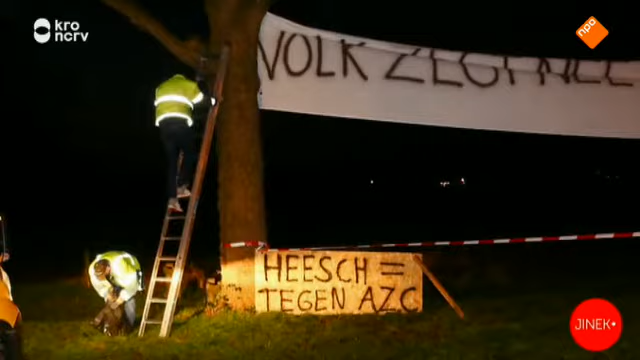 kro
ncrv
npo
VOLK ZEGT NEE
HEESCH =
TEGEN AZC
JINEK